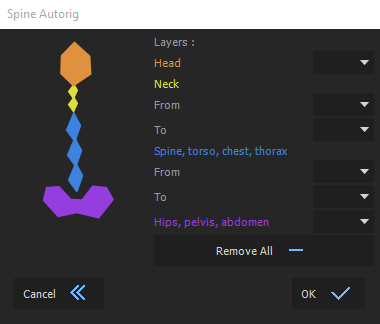 Spine Autorig
Layers :
Head
Neck
From
To
Spine, torso, chest, thorax
From
To
Hips, pelvis, abdomen
Remove All
Cancel
OK